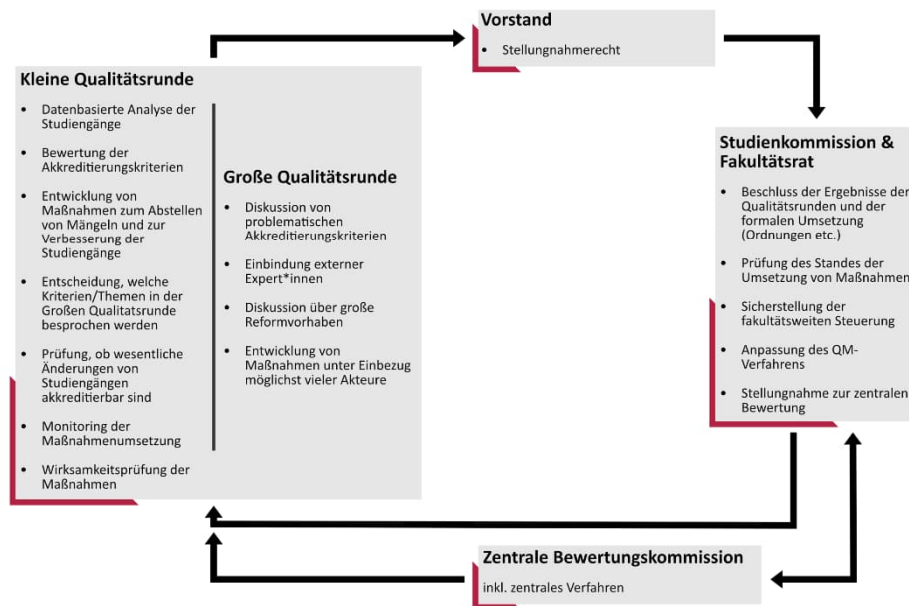 Vorstand
• Stellungnahmerecht
Kleine Qualitätsrunde
• Datenbasierte Analyse der
Studiengänge
• Bewertung der
Akkreditierungskriterien
• Entwicklung von
Maßnahmen zum Abstellen
von Mängeln und zur
Verbesserung der
Studiengänge
• Entscheidung, welche
Kriterien/Themen in der
Großen Qualitatsrunde
besprochen werden
• Prüfung, ob wesentliche
Änderungen von
Studiengängen
akkreditierbar sind
• Monitoring der
Maßnahmenumsetzung
• Wirksamkeitsprüfung der
Maßnahmen
Große Qualitätsrunde
• Diskussion von
problematischen
Akkreditierungskriterien
• Einbindung externer
Expert*innen
• Diskussion über große
Reformvorhaben
• Entwicklung von
Maßnahmen unter Einbezug
möglichst vieler Akteure
Studienkommission &
Fakultätsrat
• Beschluss der Ergebnisse der
Qualitätsrunden und der
formalen Umsetzung
(Ordnungen etc.)
• Prüfung des Standes der
Umsetzung von Maßnahmen
• Sicherstellung der
fakultätsweiten Steuerung
• Anpassung des QM-
Verfahrens
• Stellungnahme zur zentralen
Bewertung
Zentrale Bewertungskommission
inkl. zentrales Verfahren